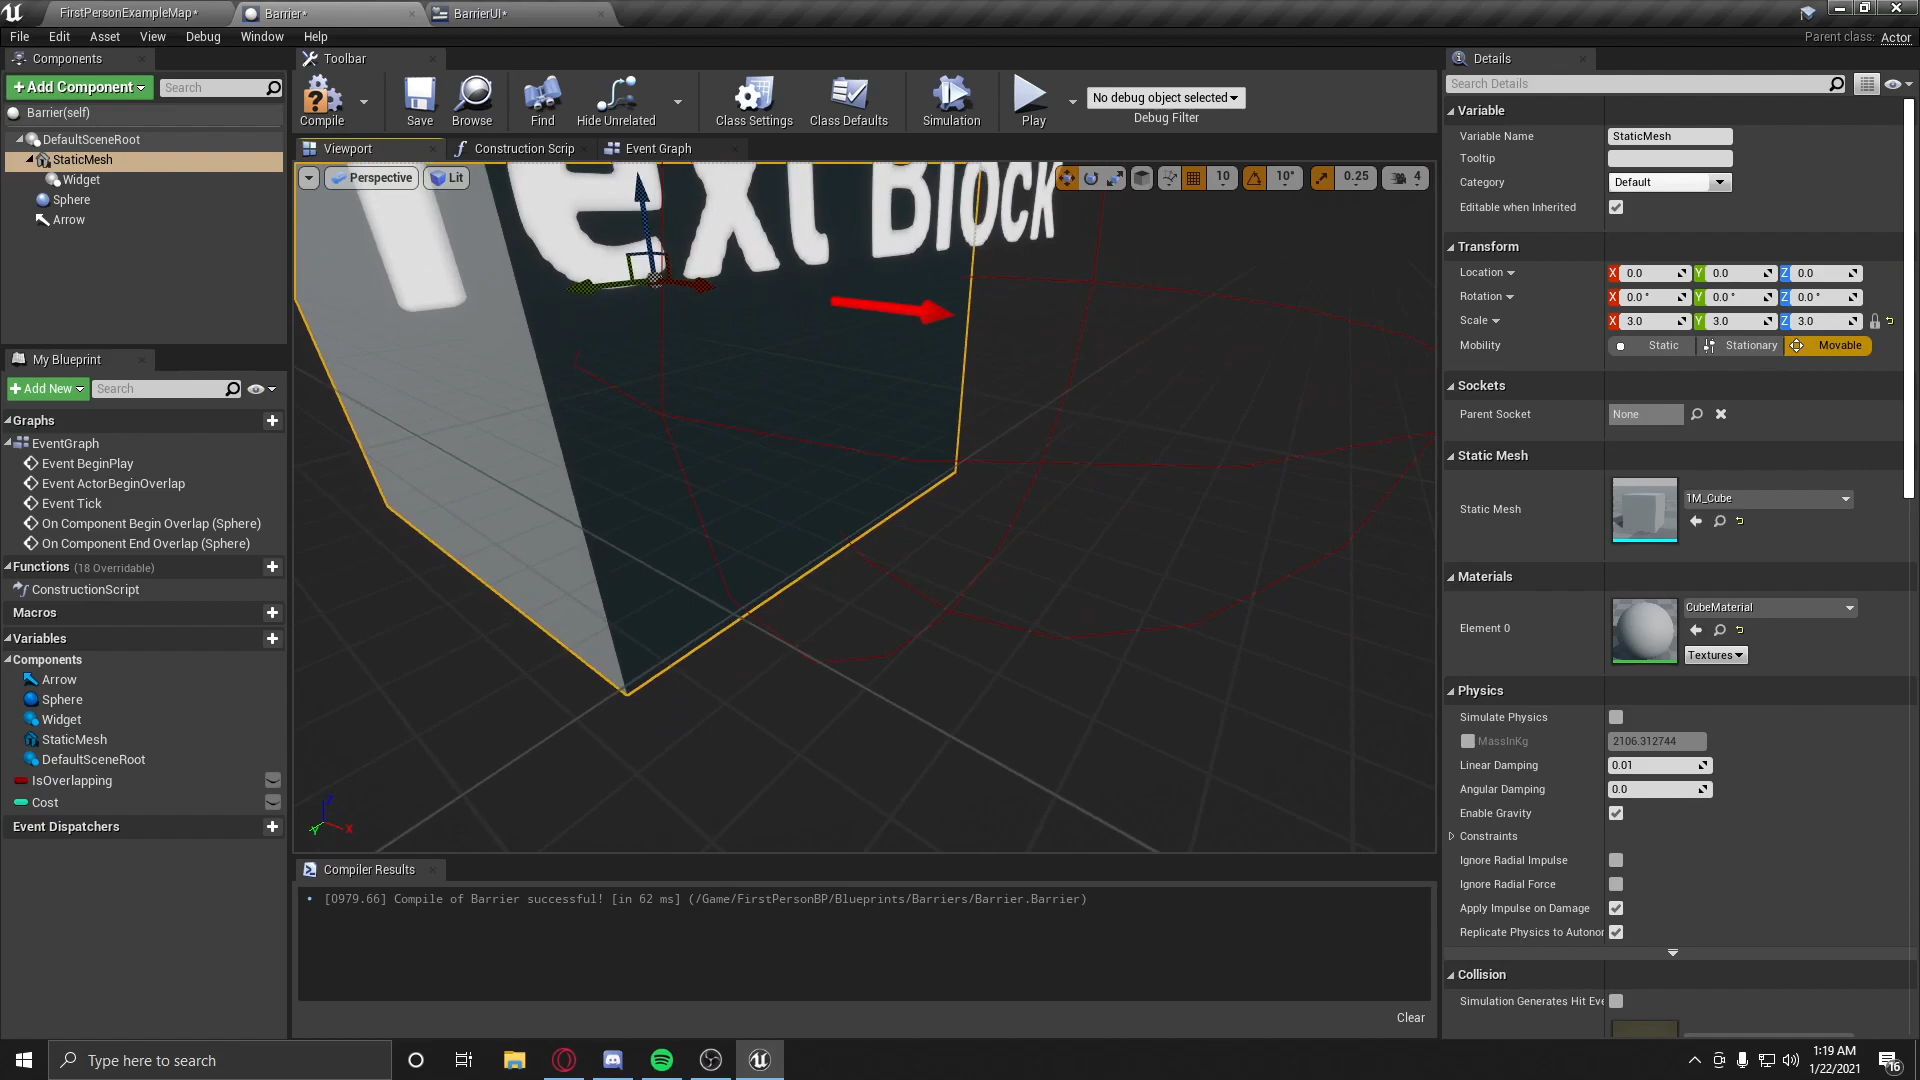 FirstPersonExampleMap*
Barrier*
BarrierUI*
File Edit Asset View Debug Window Help
Parent class: Actor
Components
+Add Component
Search
Barrier(self)
DefaultSceneRoot
StaticMesh
Widget
Sphere
Arrow
My Blueprint
+Add New
Search
Graphs
EventGraph
Event BeginPlay
Event ActorBeginOverlap
Event Tick
On Component Begin Overlap (Sphere)
On Component End Overlap (Sphere)
Functions (18 Overridable)
ConstructionScript
Macros
Variables
Components
Arrow
Sphere
Widget
StaticMesh
DefaultSceneRoot
IsOverlapping
Cost
Event Dispatchers
Toolbar
Compile
Save
Browse
Find
Hide Unrelated
Class Settings
Class Defaults
Simulation
Play
No debug object selected
Debug Filter
Viewport
Construction Scrip
Event Graph
Perspective
Lit
10
10°
0.25
4
Text Block
Z
Y
X
Compiler Results
• [0979.66] Compile of Barrier successful! [in 62 ms] (/Game/FirstPersonBP/Blueprints/Barriers/Barrier.Barrier)
Clear
Details
Search Details
Variable
Variable Name StaticMesh
Tooltip
Category Default
Editable when Inherited
Transform
Location X 0.0 Y 0.0 Z 0.0
Rotation X 0.0 ° Y 0.0 ° Z 0.0 °
Scale X 3.0 Y 3.0 Z 3.0
Mobility Static Stationary Movable
Sockets
Parent Socket None
Static Mesh
Static Mesh 1M_Cube
Materials
Element 0 CubeMaterial
Textures
Physics
Simulate Physics
MassInKg 2106.312744
Linear Damping 0.01
Angular Damping 0.0
Enable Gravity
Constraints
Ignore Radial Impulse
Ignore Radial Force
Apply Impulse on Damage
Replicate Physics to Autonor
Collision
Simulation Generates Hit Eve
Type here to search
1:19 AM
1/22/2021
16